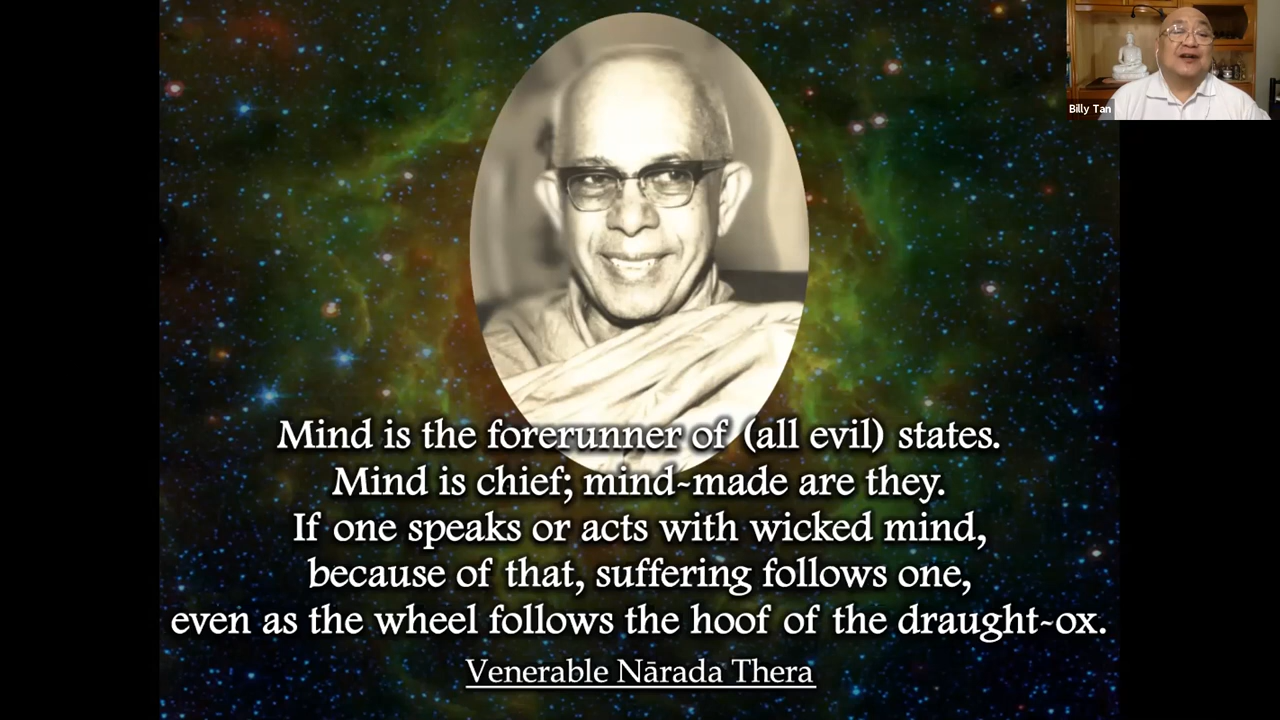 Billy Tan
Mind is the forerunner of (all evil) states.
Mind is chief; mind-made are they.
If one speaks or acts with wicked mind,
because of that, suffering follows one,
even as the wheel follows the hoof of the draught-ox.
Venerable Nārada Thera